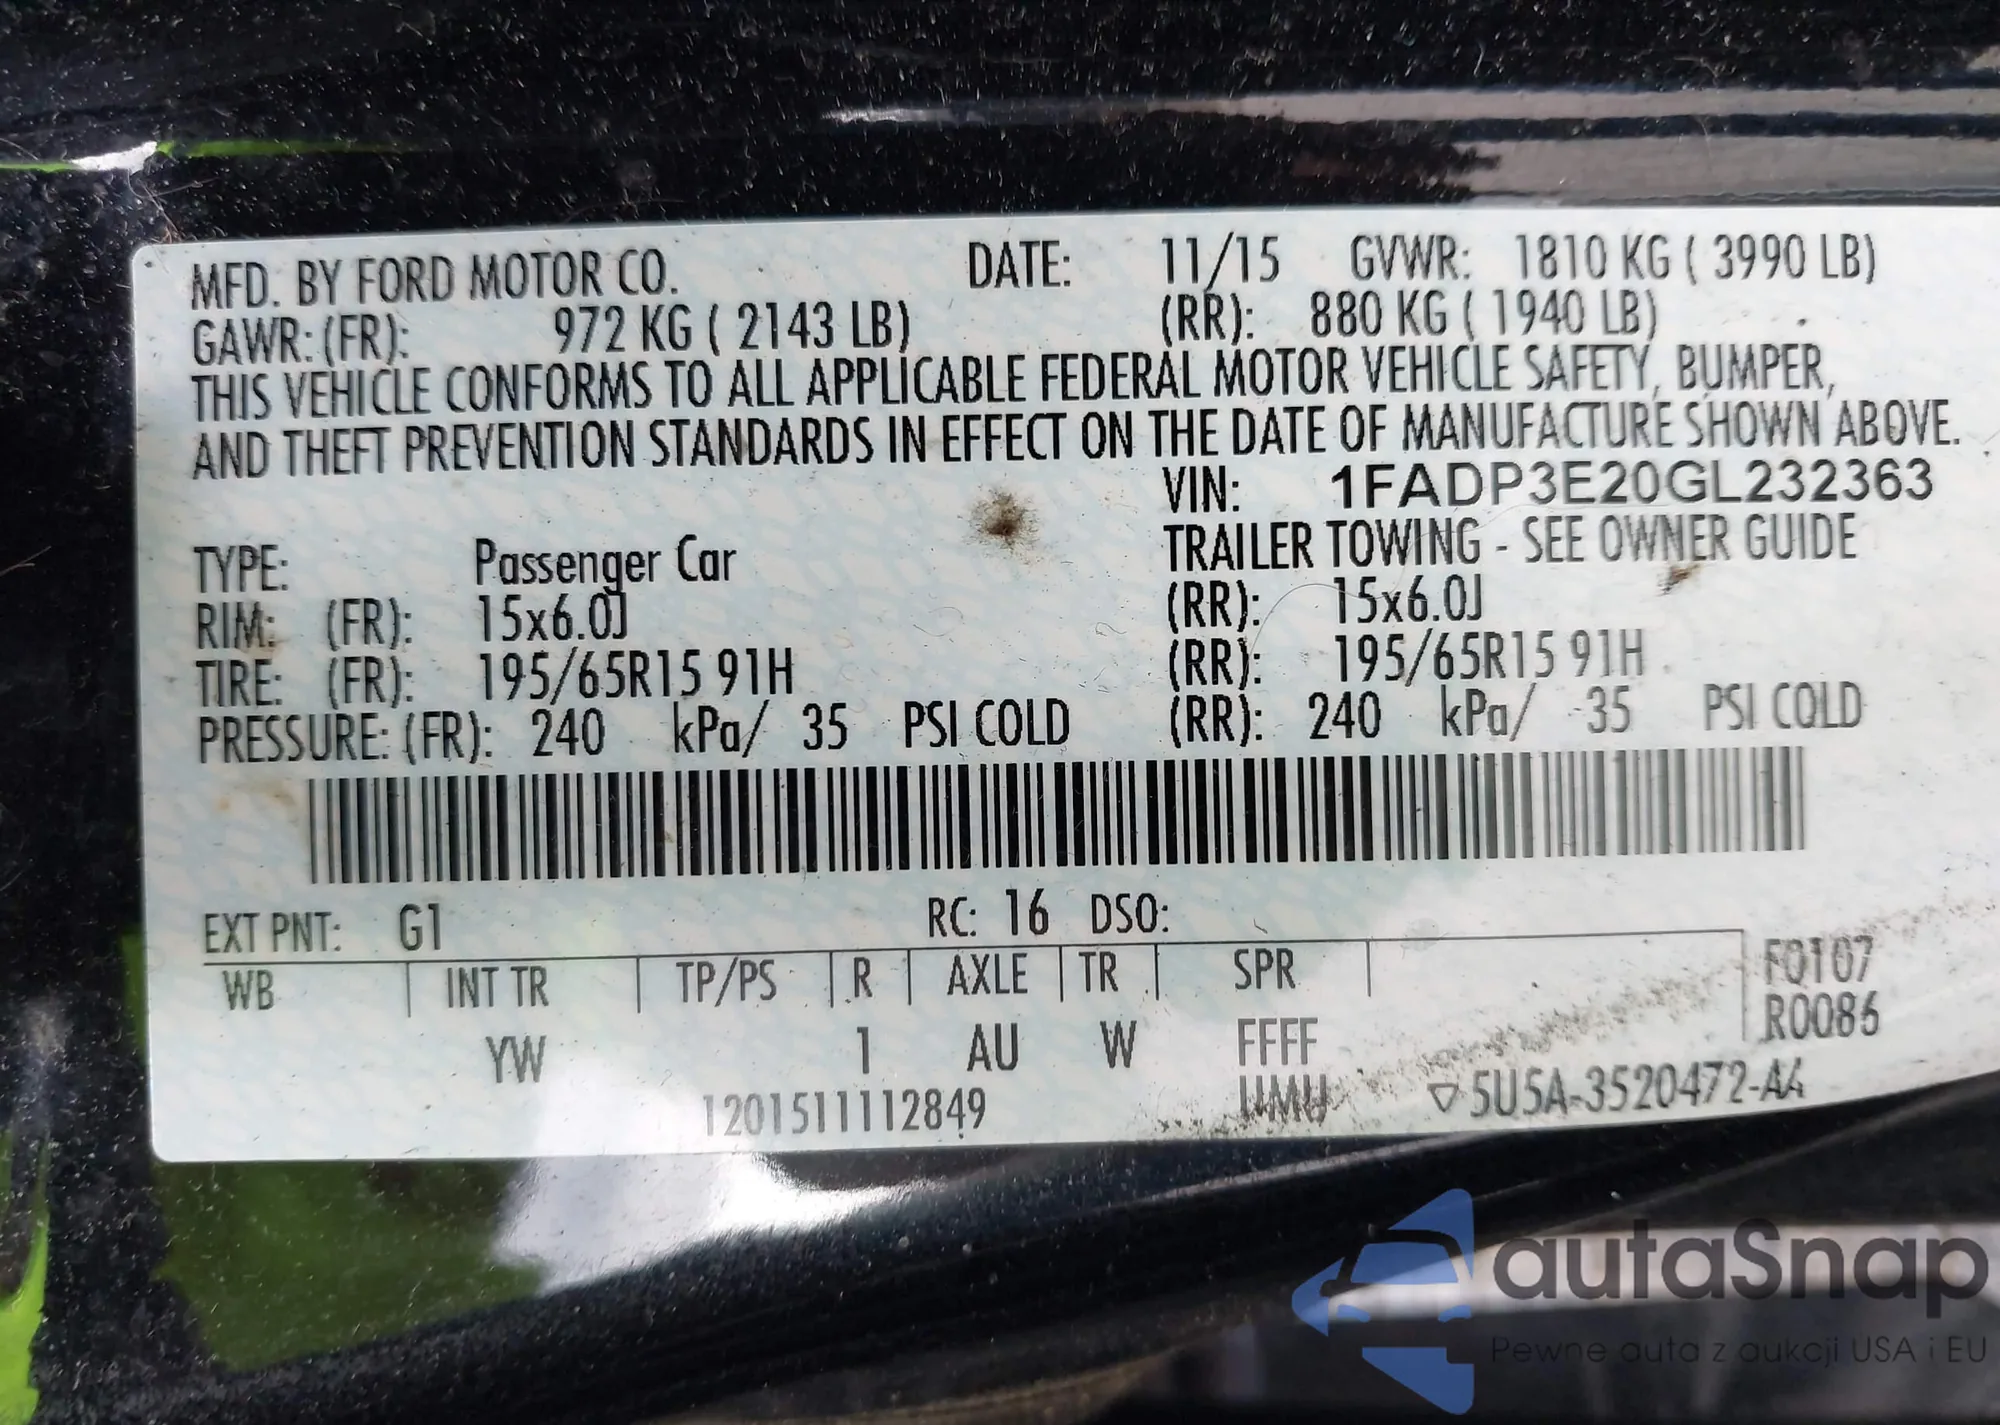 MFD. BY FORD MOTOR CO. DATE: 11/15 GVWR: 1810 KG ( 3990 LB)
GAWR: (FR): 972 KG ( 2143 LB) (RR): 880 KG ( 1940 LB)
THIS VEHICLE CONFORMS TO ALL APPLICABLE FEDERAL MOTOR VEHICLE SAFETY, BUMPER,
AND THEFT PREVENTION STANDARDS IN EFFECT ON THE DATE OF MANUFACTURE SHOWN ABOVE.
VIN: 1FADP3E20GL232363
TYPE: Passenger Car TRAILER TOWING - SEE OWNER GUIDE
RIM: (FR): 15x6.0J (RR): 15x6.0J
TIRE: (FR): 195/65R15 91H (RR): 195/65R15 91H
PRESSURE: (FR): 240 kPa/ 35 PSI COLD (RR): 240 kPa/ 35 PSI COLD
EXT PNT: G1 RC: 16 DSO:
WB INT TR TP/PS R AXLE TR SPR F0107
R0086
YW 1 AU W FFFF
1201511112849 UMU 5U5A-3520472-AA
autaSnap
Pewne auta z aukcji USA i EU